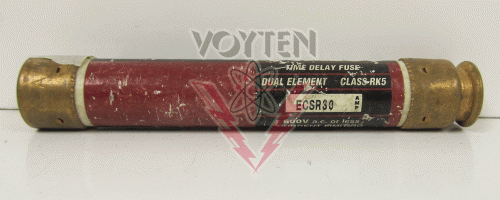 VOYTEN
TIME DELAY FUSE
DUAL ELEMENT CLASS-RK5
ECSR30 AMP
600V a.c. or less